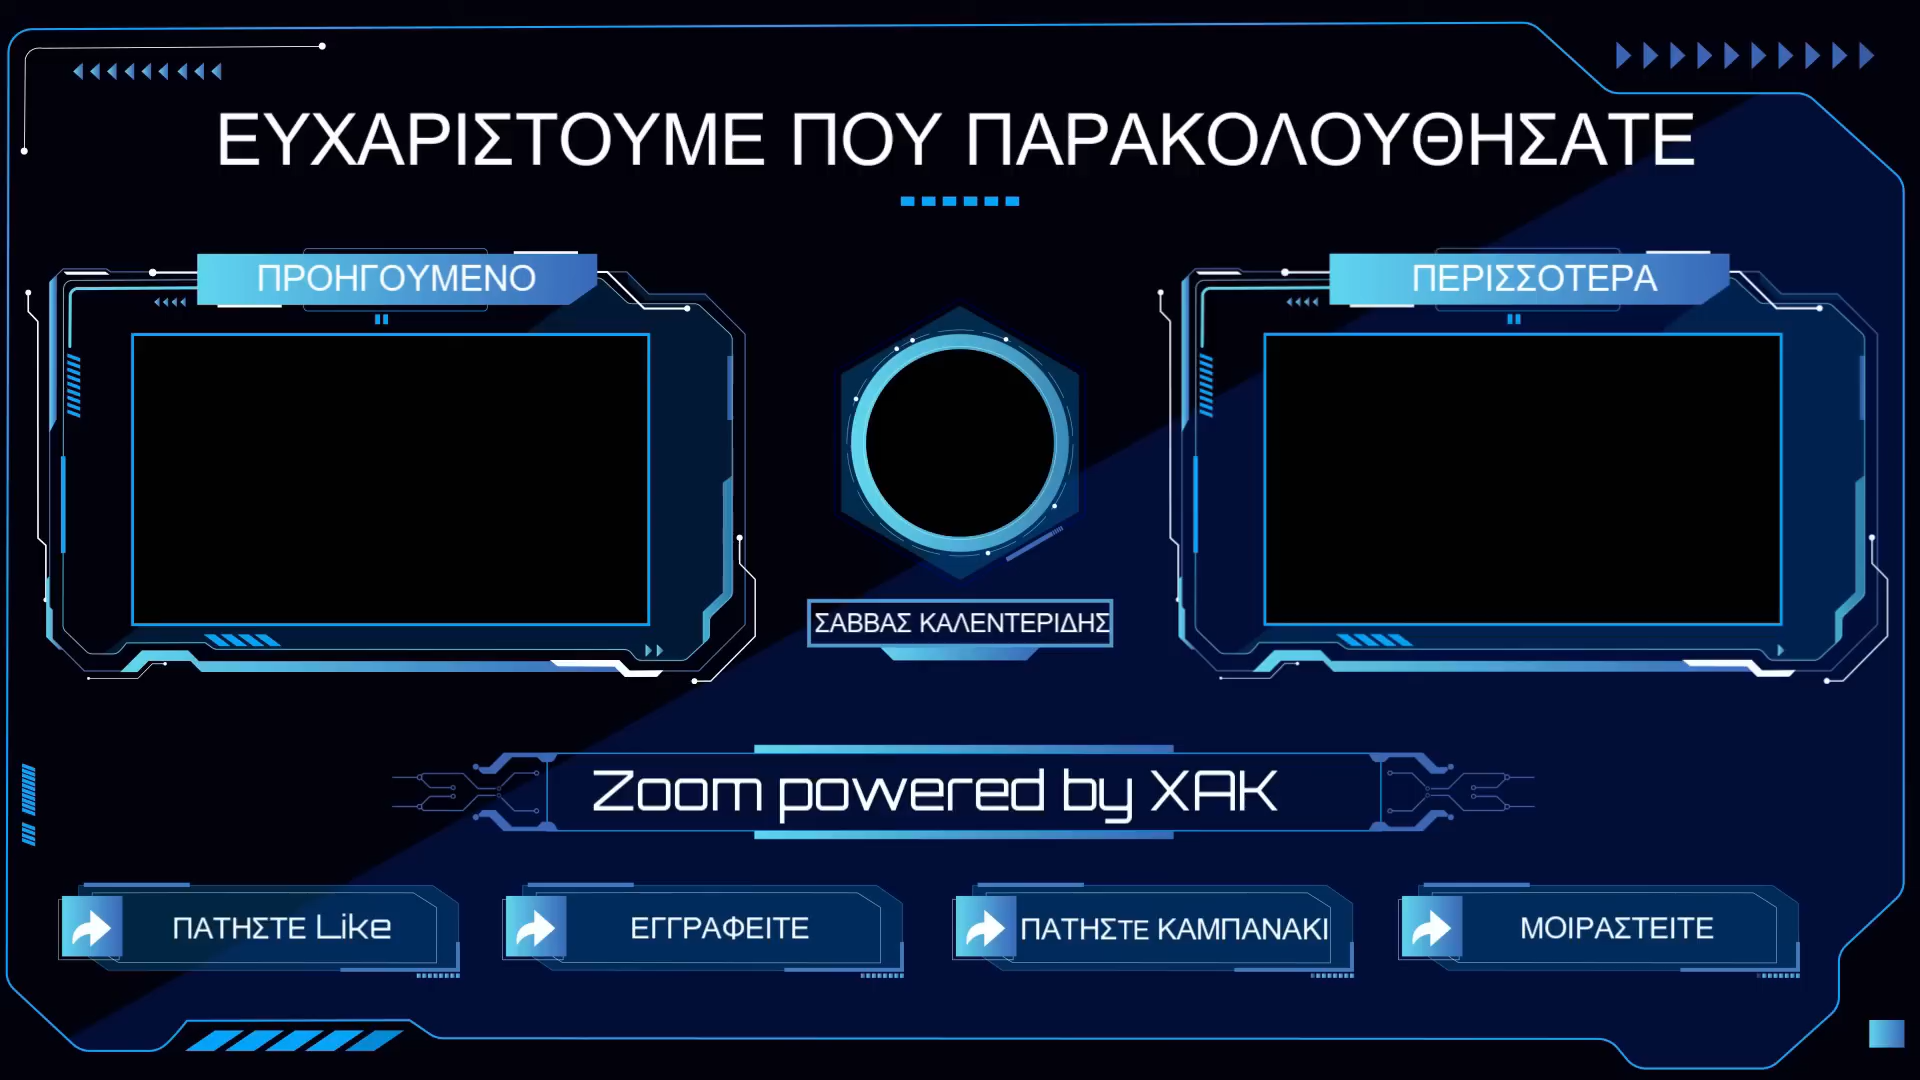 ΕΥΧΑΡΙΣΤΟΥΜΕ ΠΟΥ ΠΑΡΑΚΟΛΟΥΘΗΣΑΤΕ
ΠΡΟΗΓΟΥΜΕΝΟ
ΠΕΡΙΣΣΟΤΕΡΑ
ΣΑΒΒΑΣ ΚΑΛΕΝΤΕΡΙΔΗΣ
Zoom powered by XAK
ΠΑΤΗΣΤΕ Like
ΕΓΓΡΑΦΕΙΤΕ
ΠΑΤΗΣΤΕ ΚΑΜΠΑΝΑΚΙ
ΜΟΙΡΑΣΤΕΙΤΕ